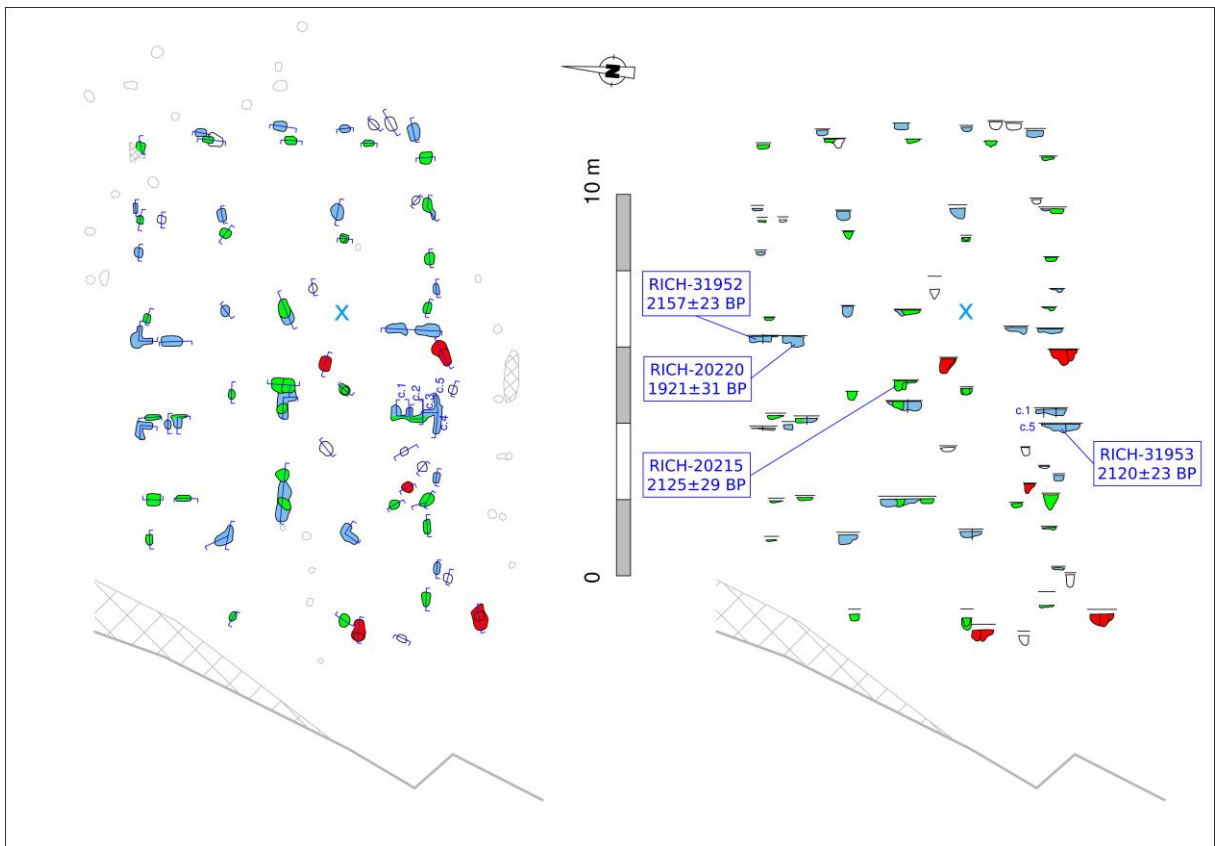 N
10 m
0
X
c.1
c.2
c.3
c.5
c.4
X
RICH-31952
2157±23 BP
RICH-20220
1921±31 BP
RICH-20215
2125±29 BP
c.1
c.5
RICH-31953
2120±23 BP